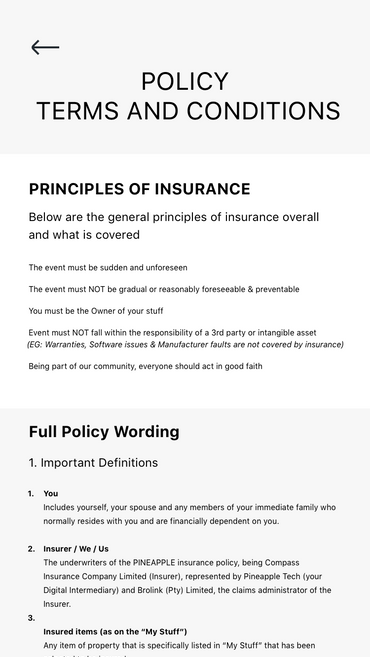 POLICY
TERMS AND CONDITIONS
PRINCIPLES OF INSURANCE
Below are the general principles of insurance overall
and what is covered
The event must be sudden and unforeseen
The event must NOT be gradual or reasonably foreseeable & preventable
You must be the Owner of your stuff
Event must NOT fall within the responsibility of a 3rd party or intangible asset
(EG: Warranties, Software issues & Manufacturer faults are not covered by insurance)
Being part of our community, everyone should act in good faith
Full Policy Wording
1. Important Definitions
1. You
Includes yourself, your spouse and any members of your immediate family who
normally resides with you and are financially dependent on you.
2. Insurer / We / Us
The underwriters of the PINEAPPLE insurance policy, being Compass
Insurance Company Limited (Insurer), represented by Pineapple Tech (your
Digital Intermediary) and Brolink (Pty) Limited, the claims administrator of the
Insurer.
3.
Insured items (as on the “My Stuff”)
Any item of property that is specifically listed in “My Stuff” that has been